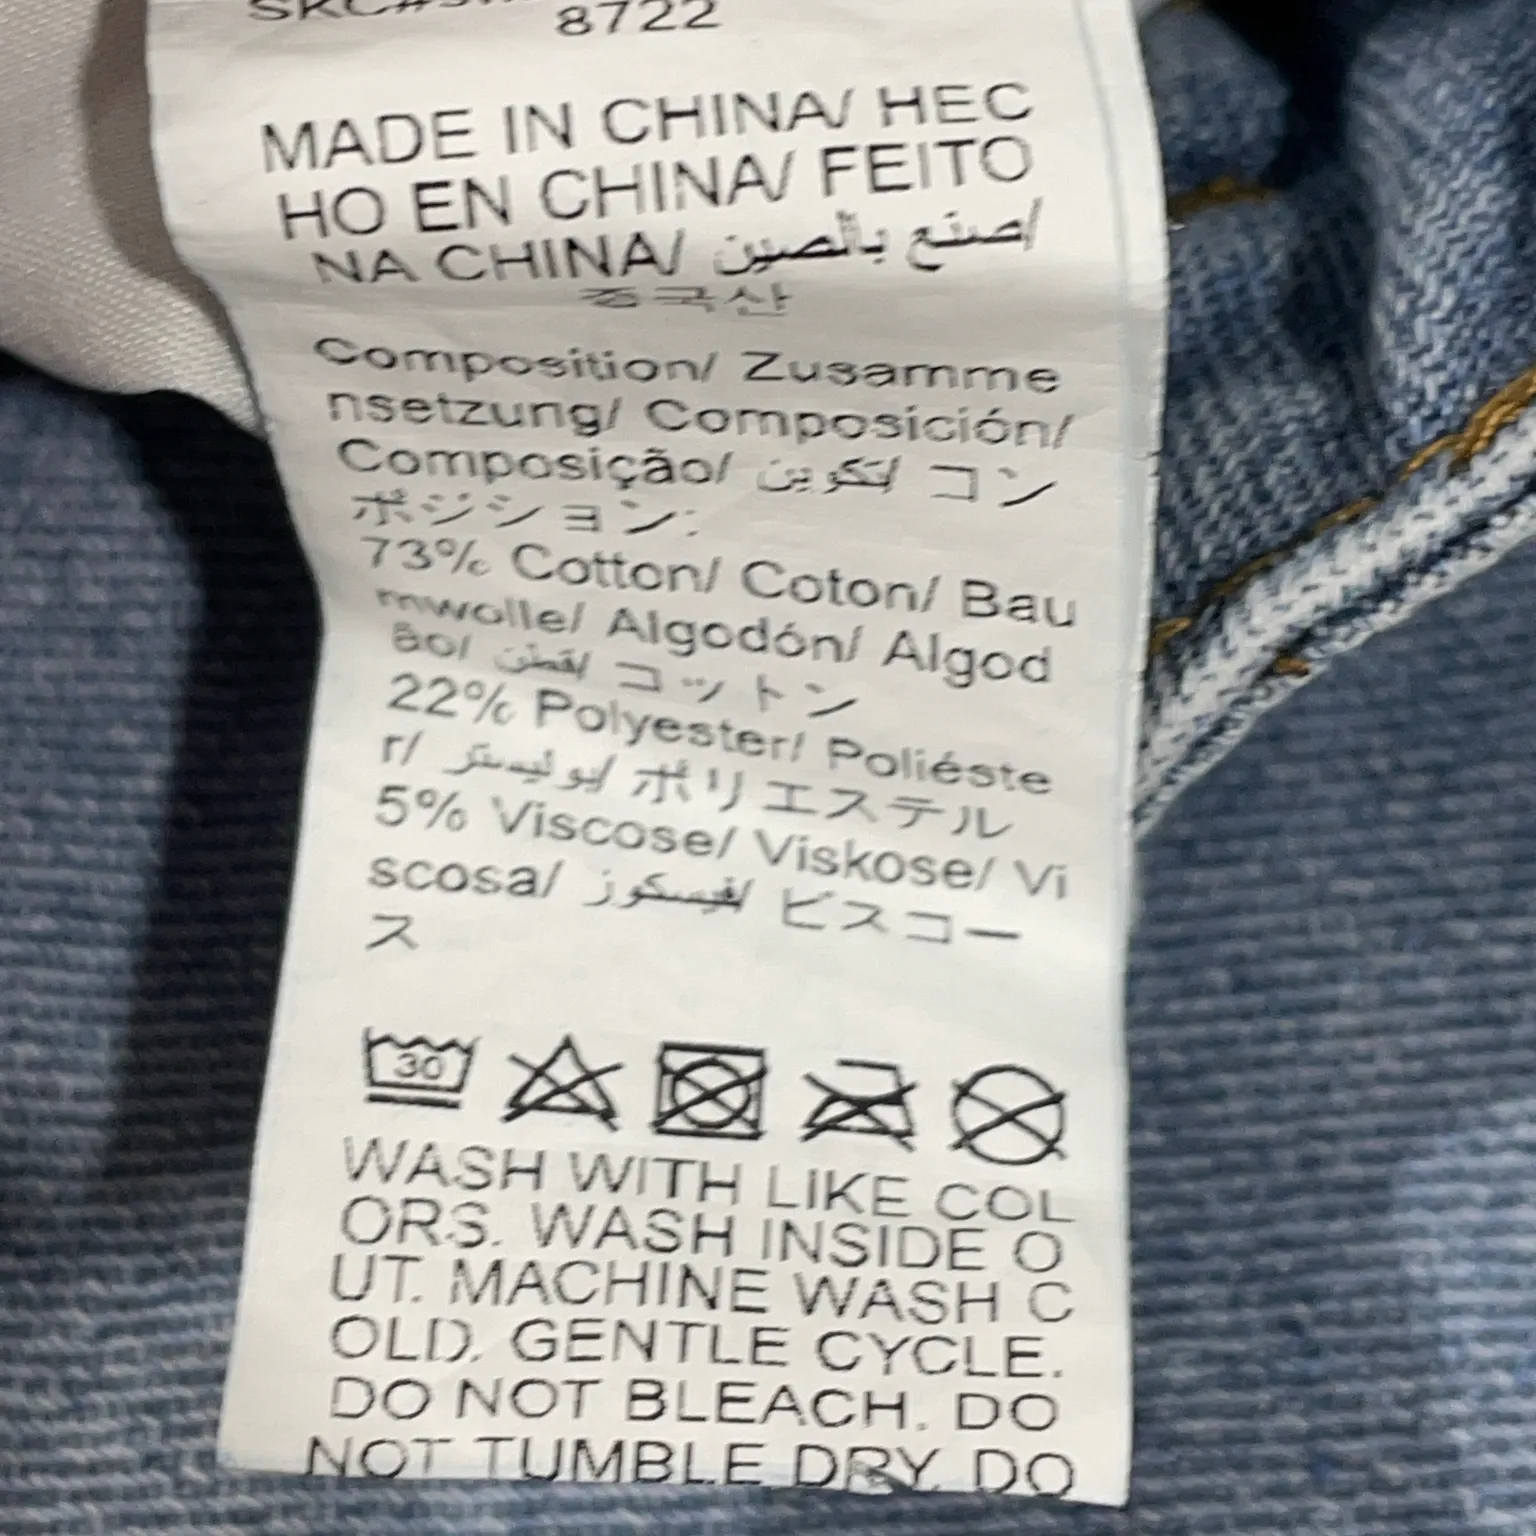 8722
MADE IN CHINA/ HEC
HO EN CHINA/ FEITO
NA CHINA/ صنع بالصين/
중국산
Composition/ Zusamme
nsetzung/ Composición/
Composição/ تكوين/ コン
ポジション:
73% Cotton/ Coton/ Bau
mwolle/ Algodón/ Algod
ão/ قطن/ コットン
22% Polyester/ Poliéste
r/ بوليستر/ ポリエステル
5% Viscose/ Viskose/ Vi
scosa/ فيسكوز/ ビスコー
ス
30
WASH WITH LIKE COL
ORS. WASH INSIDE O
UT. MACHINE WASH C
OLD. GENTLE CYCLE.
DO NOT BLEACH. DO
NOT TUMBLE DRY. DO